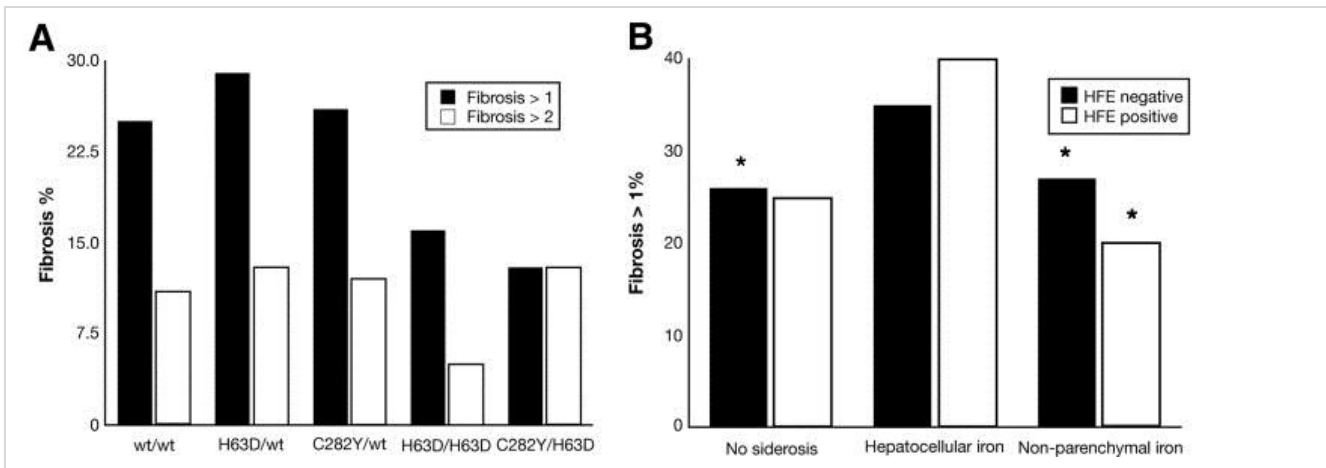 A
Fibrosis %
30.0
22.5
15.0
7.5
0
Fibrosis > 1
Fibrosis > 2
wt/wt
H63D/wt
C282Y/wt
H63D/H63D
C282Y/H63D
B
Fibrosis > 1%
40
30
20
10
0
HFE negative
HFE positive
*
*
*
No siderosis
Hepatocellular iron
Non-parenchymal iron